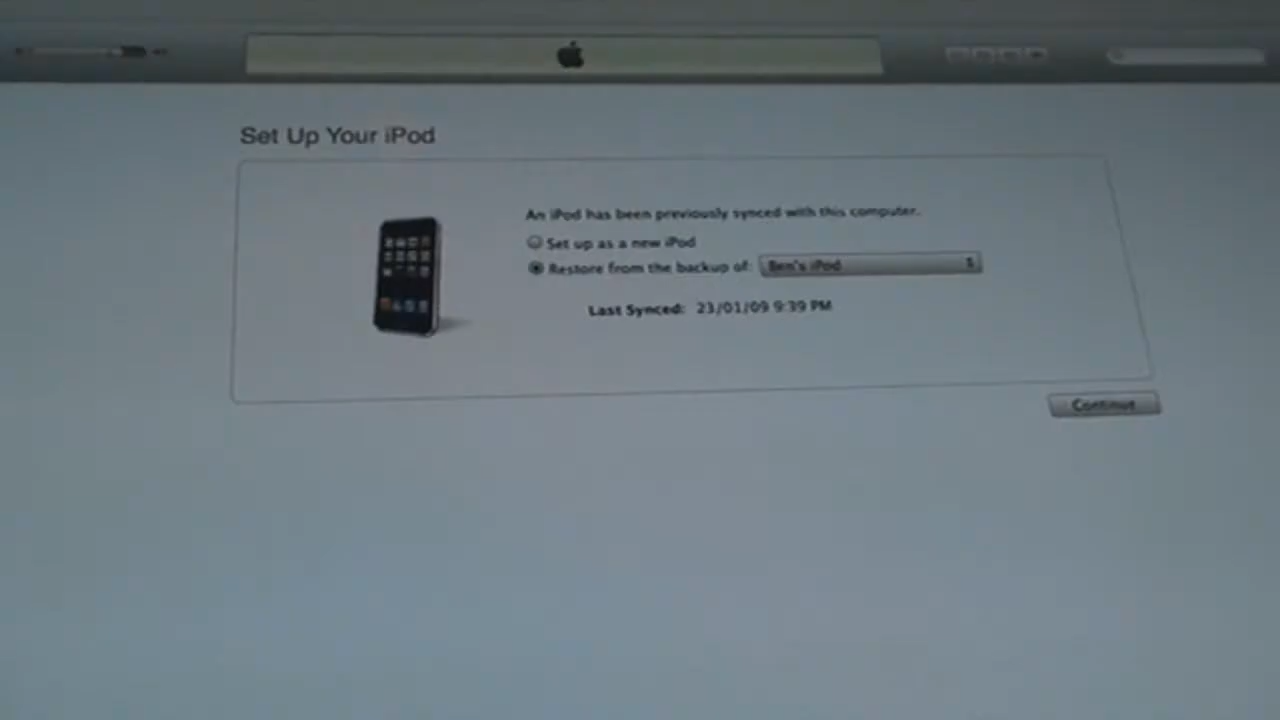 Set Up Your iPod
An iPod has been previously synced with this computer.
Set up as a new iPod
Restore from the backup of: Ben's iPod
Last Synced: 23/01/09 9:39 PM
Continue